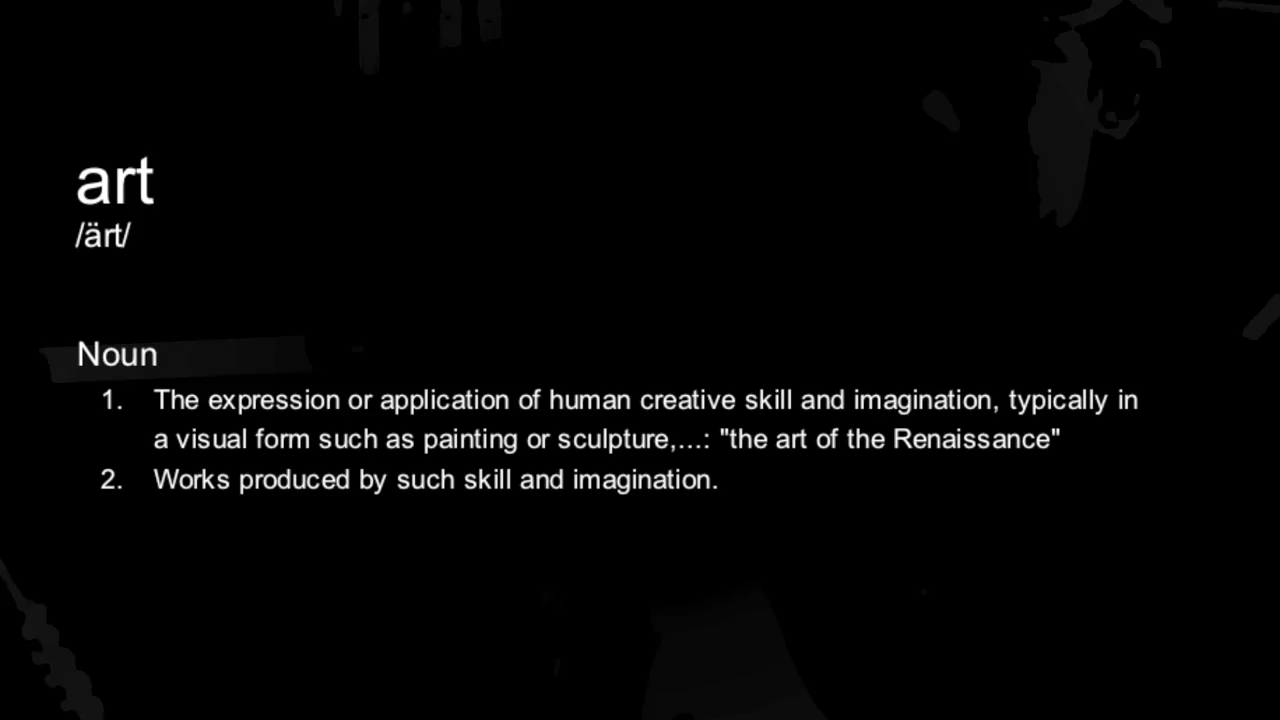 art
/ärt/
Noun
1. The expression or application of human creative skill and imagination, typically in
a visual form such as painting or sculpture,...: "the art of the Renaissance"
2. Works produced by such skill and imagination.